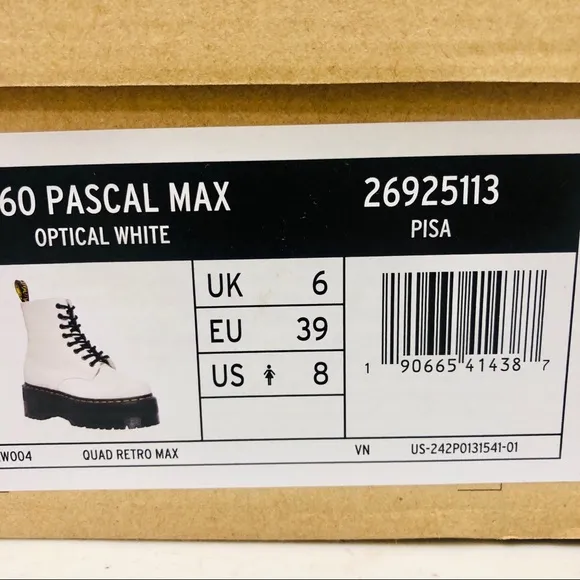 60 PASCAL MAX
OPTICAL WHITE
26925113
PISA
UK 6
EU 39
US 8
1 90665 41438 7
W004 QUAD RETRO MAX VN US-242P0131541-01